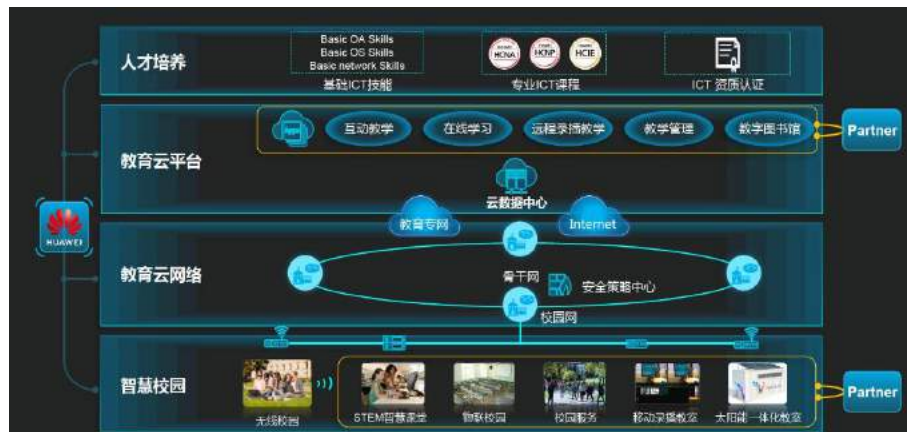 人才培养
Basic OA Skills
Basic OS Skills
Basic network Skills
基础ICT技能
HCNA
HCNP
HCIE
专业ICT课程
ICT 资质认证
教育云平台
互动教学
在线学习
远程录播教学
教学管理
数字图书馆
Partner
云数据中心
教育专网
Internet
HUAWEI
教育云网络
骨干网
安全策略中心
校园网
智慧校园
无线校园
STEM智慧课堂
物联校园
校园服务
移动录播教室
太阳能一体化教室
Partner